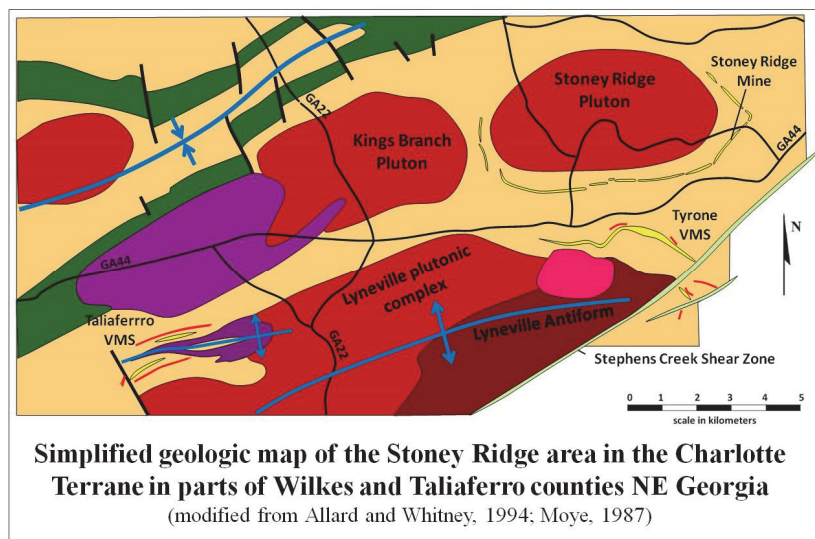 GA22
Stoney Ridge
Pluton
Stoney Ridge
Mine
Kings Branch
Pluton
GA44
Tyrone
VMS
N
GA44
Lyneville plutonic
complex
Taliaferrro
VMS
Lyneville Antiform
GA22
Stephens Creek Shear Zone
0 1 2 3 4 5
scale in kilometers
Simplified geologic map of the Stoney Ridge area in the Charlotte
Terrane in parts of Wilkes and Taliaferro counties NE Georgia
(modified from Allard and Whitney, 1994; Moye, 1987)